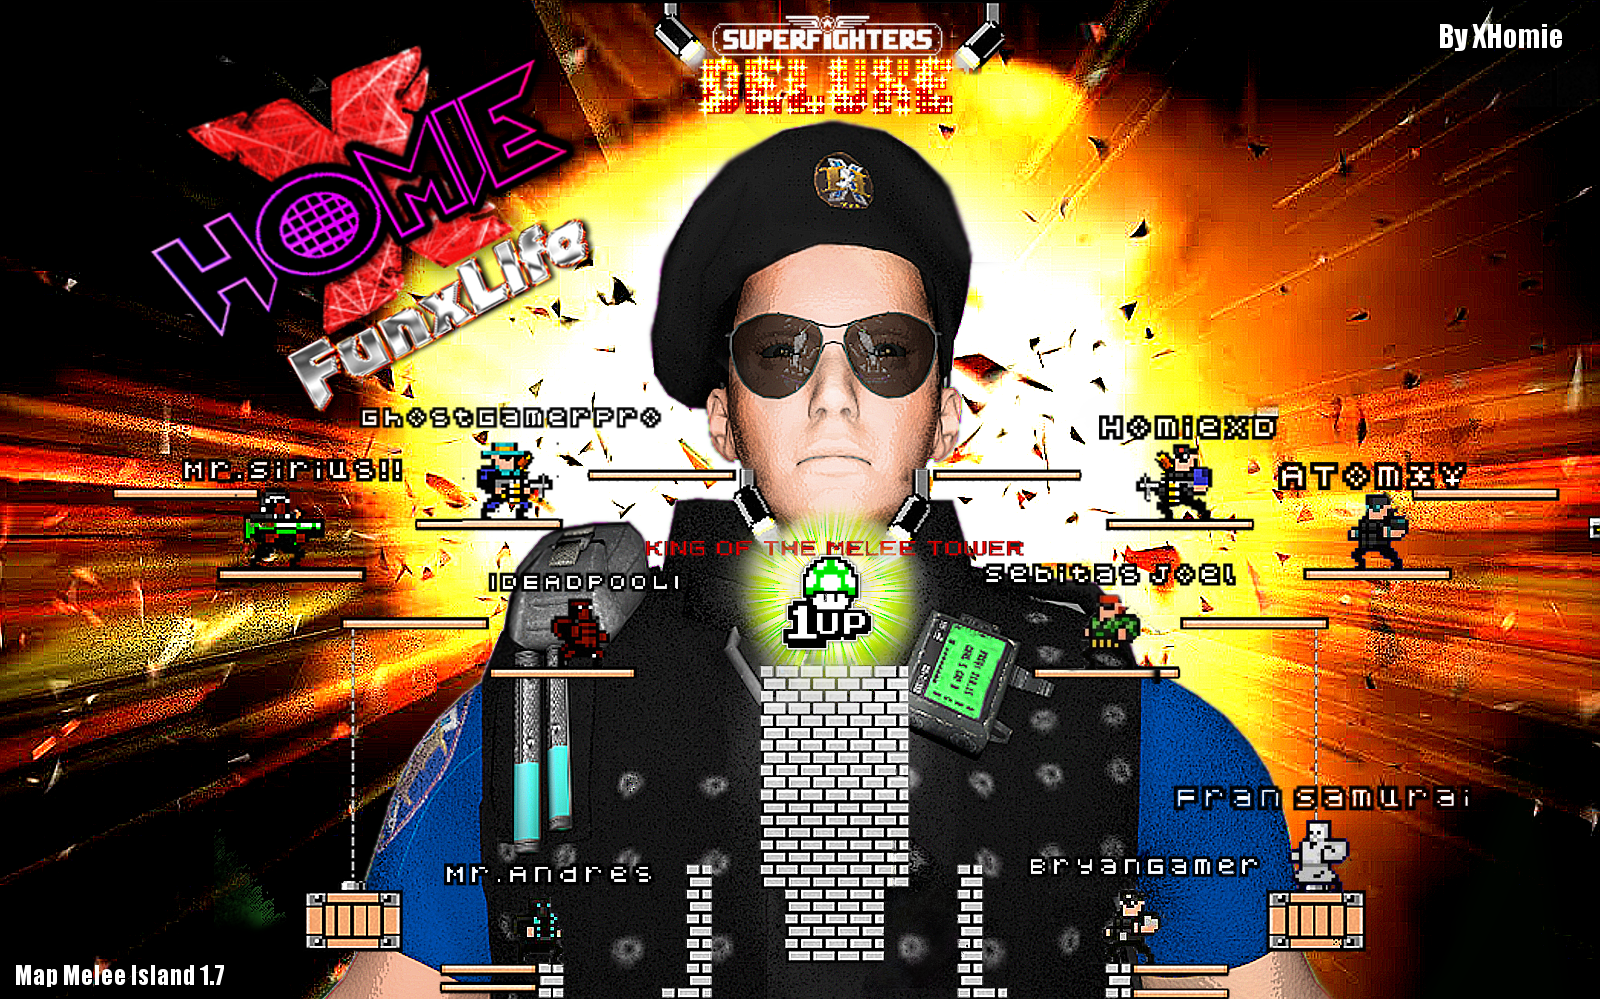 SUPERFIGHTERS
DELUXE
By XHomie
X
HOMIE
FunxLife
GhostGamerPro
HomiexD
Mr.sirius!!
ATOMXY
KING OF THE MELEE TOWER
IDEADPOOLI
sebitas Joel
1UP
Fran samurai
Mr.Andres
BryanGamer
Map Melee Island 1.7